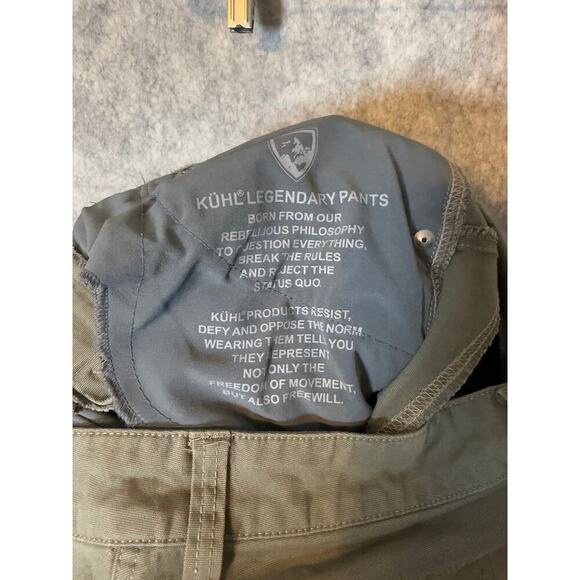 KÜHL® LEGENDARY PANTS
BORN FROM OUR
REBELLIOUS PHILOSOPHY
TO QUESTION EVERYTHING,
BREAK THE RULES
AND REJECT THE
STATUS QUO.
KÜHL® PRODUCTS RESIST,
DEFY AND OPPOSE THE NORM
WEARING THEM TELL YOU
THEY REPRESENT
NOT ONLY THE
FREEDOM OF MOVEMENT,
BUT ALSO FREEWILL.